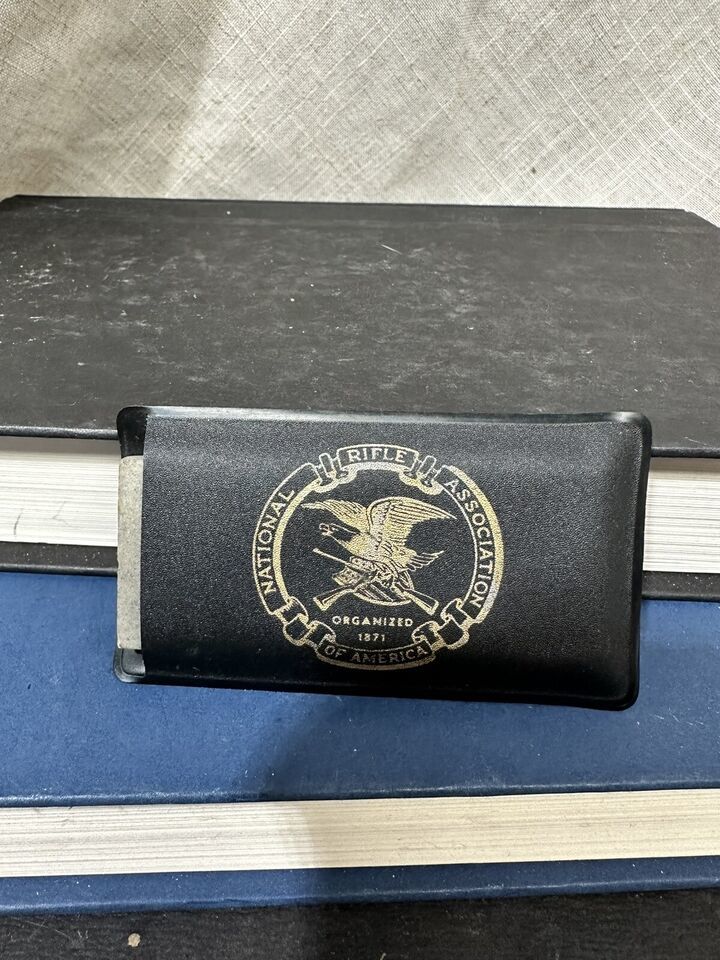 NATIONAL
RIFLE
ASSOCIATION
ORGANIZED
1871
OF AMERICA